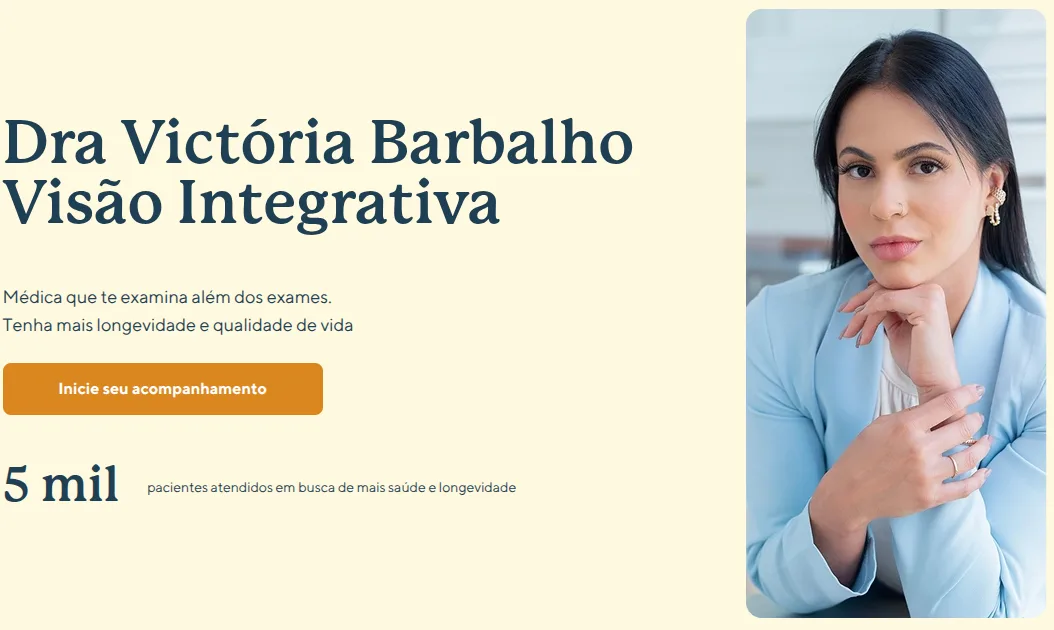 Dra Victória Barbalho
Visão Integrativa
Médica que te examina além dos exames.
Tenha mais longevidade e qualidade de vida
Inicie seu acompanhamento
5 mil
pacientes atendidos em busca de mais saúde e longevidade